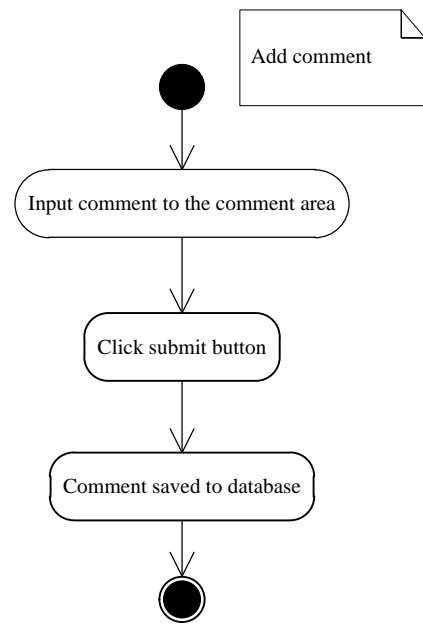 Add comment
Input comment to the comment area
Click submit button
Comment saved to database